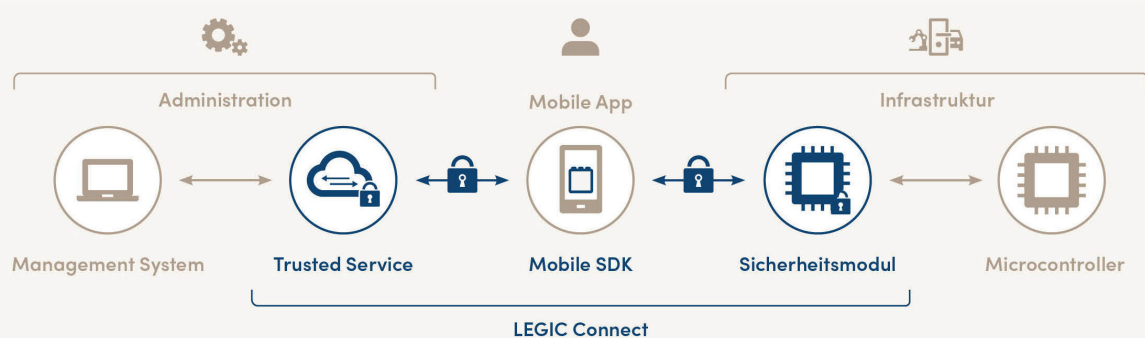 Administration
Mobile App
Infrastruktur
Management System
Trusted Service
Mobile SDK
Sicherheitsmodul
Microcontroller
LEGIC Connect